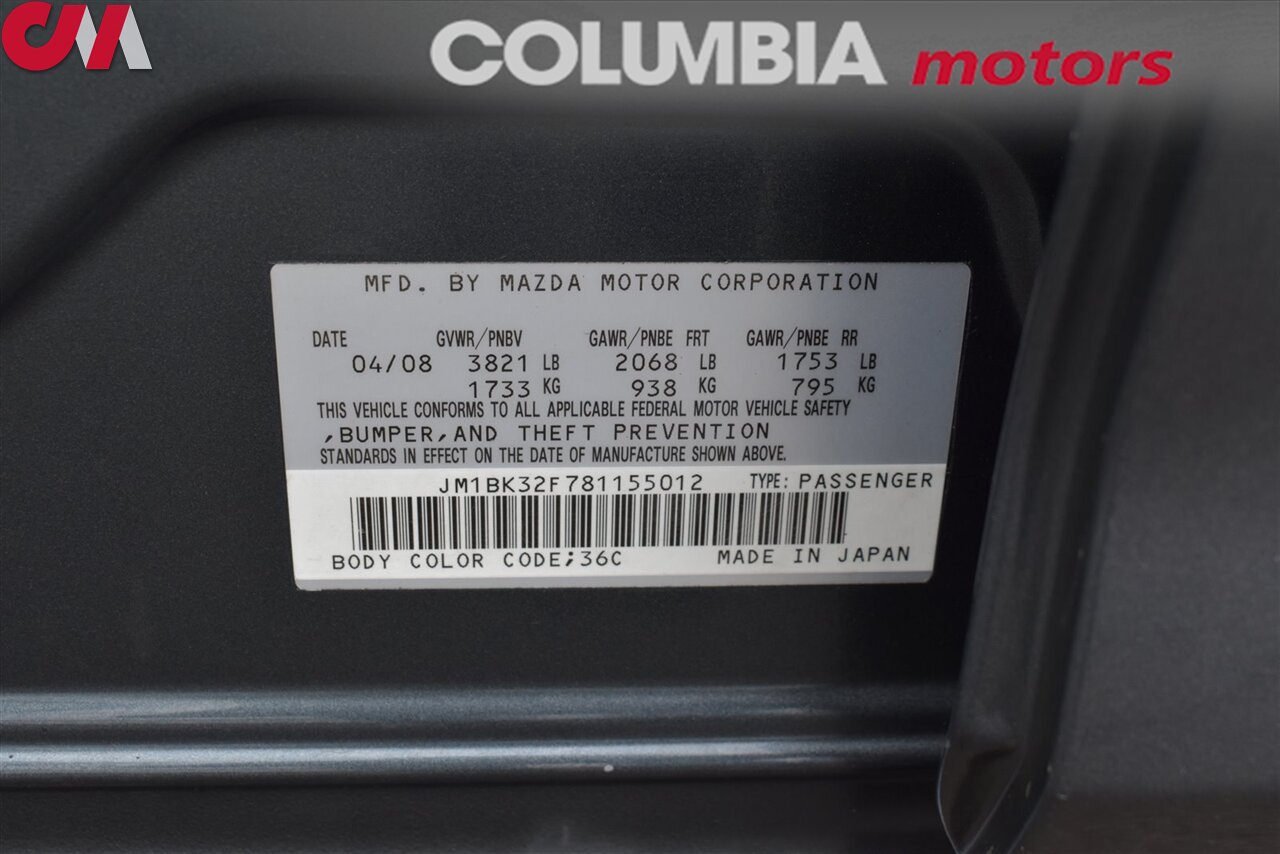 CM
COLUMBIA motors
MFD. BY MAZDA MOTOR CORPORATION
DATE GVWR/PNBV GAWR/PNBE FRT GAWR/PNBE RR
04/08 3821 LB 2068 LB 1753 LB
1733 KG 938 KG 795 KG
THIS VEHICLE CONFORMS TO ALL APPLICABLE FEDERAL MOTOR VEHICLE SAFETY
,BUMPER,AND THEFT PREVENTION
STANDARDS IN EFFECT ON THE DATE OF MANUFACTURE SHOWN ABOVE.
JM1BK32F781155012 TYPE: PASSENGER
BODY COLOR CODE;36C MADE IN JAPAN